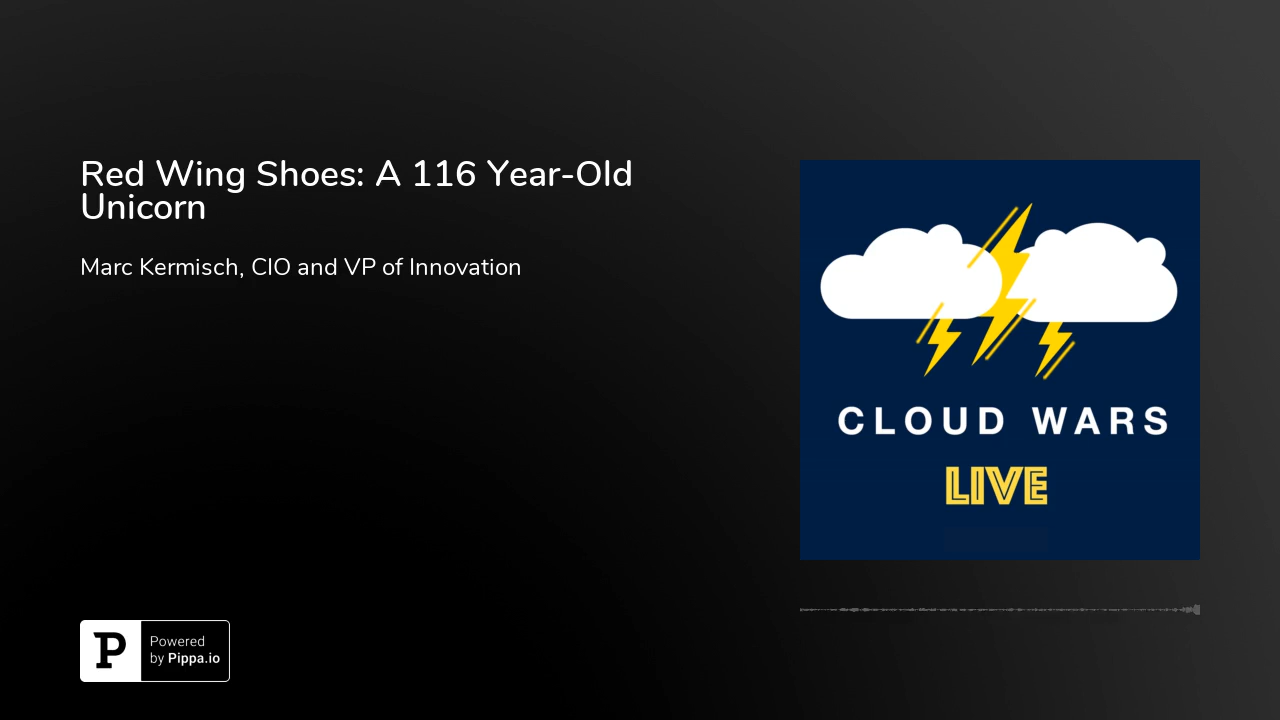 Red Wing Shoes: A 116 Year-Old
Unicorn
Marc Kermisch, CIO and VP of Innovation
CLOUD WARS
LIVE
P
Powered
by Pippa.io